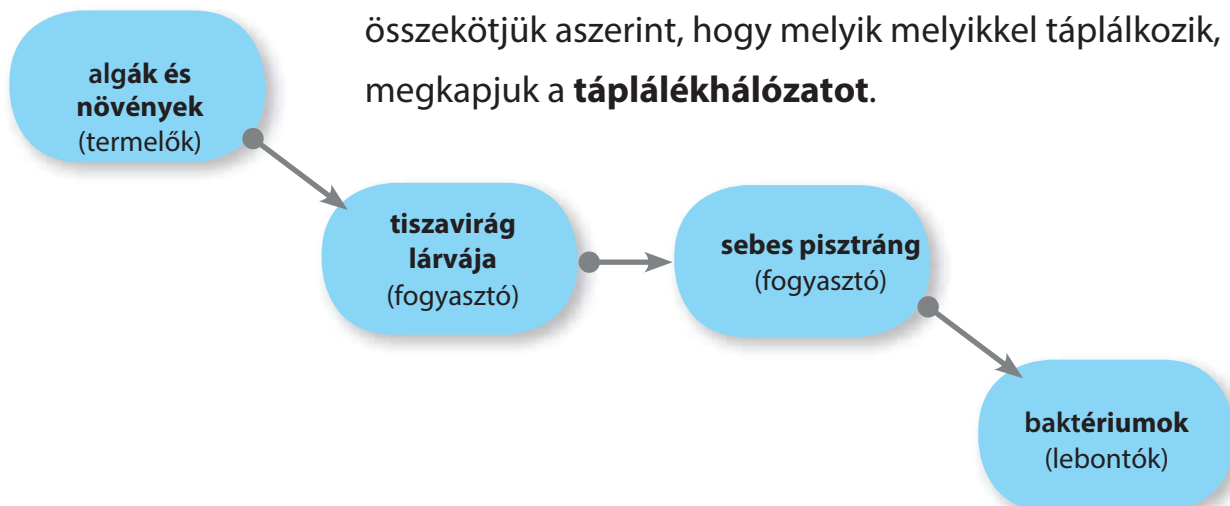 összekötjük aszerint, hogy melyik melyikkel táplálkozik,
megkapjuk a táplálékhálózatot.
algák és
növények
(termelők)
tiszavirág
lárvája
(fogyasztó)
sebes pisztráng
(fogyasztó)
baktériumok
(lebontók)